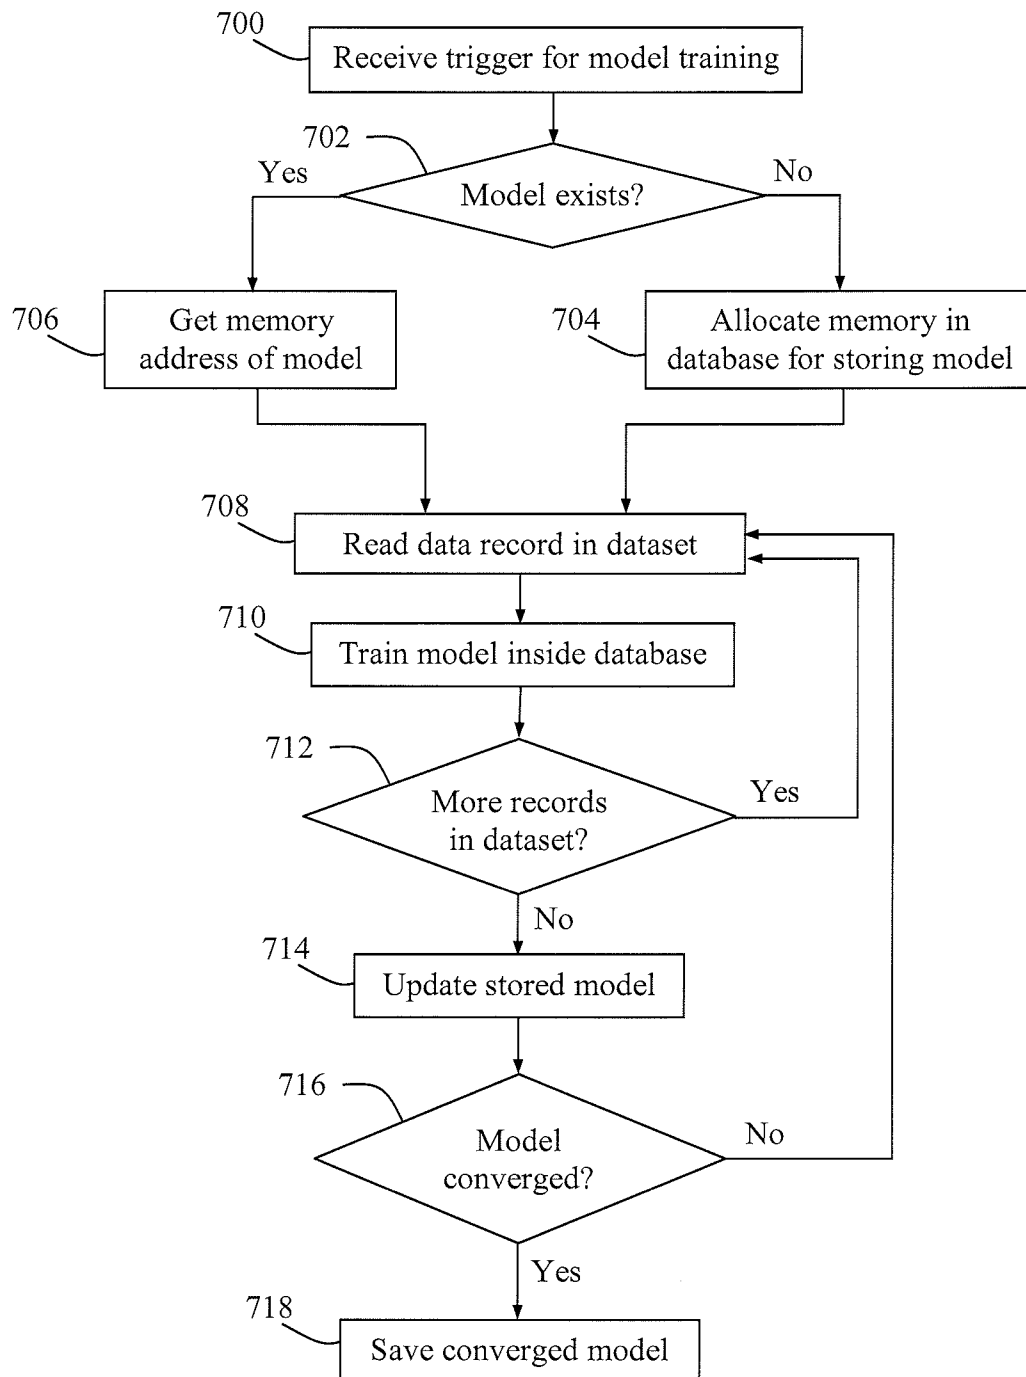 700
Receive trigger for model training
702
Yes
No
Model exists?
706
Get memory
address of model
704
Allocate memory in
database for storing model
708
Read data record in dataset
710
Train model inside database
712
More records
in dataset?
Yes
No
714
Update stored model
716
Model
converged?
No
Yes
718
Save converged model